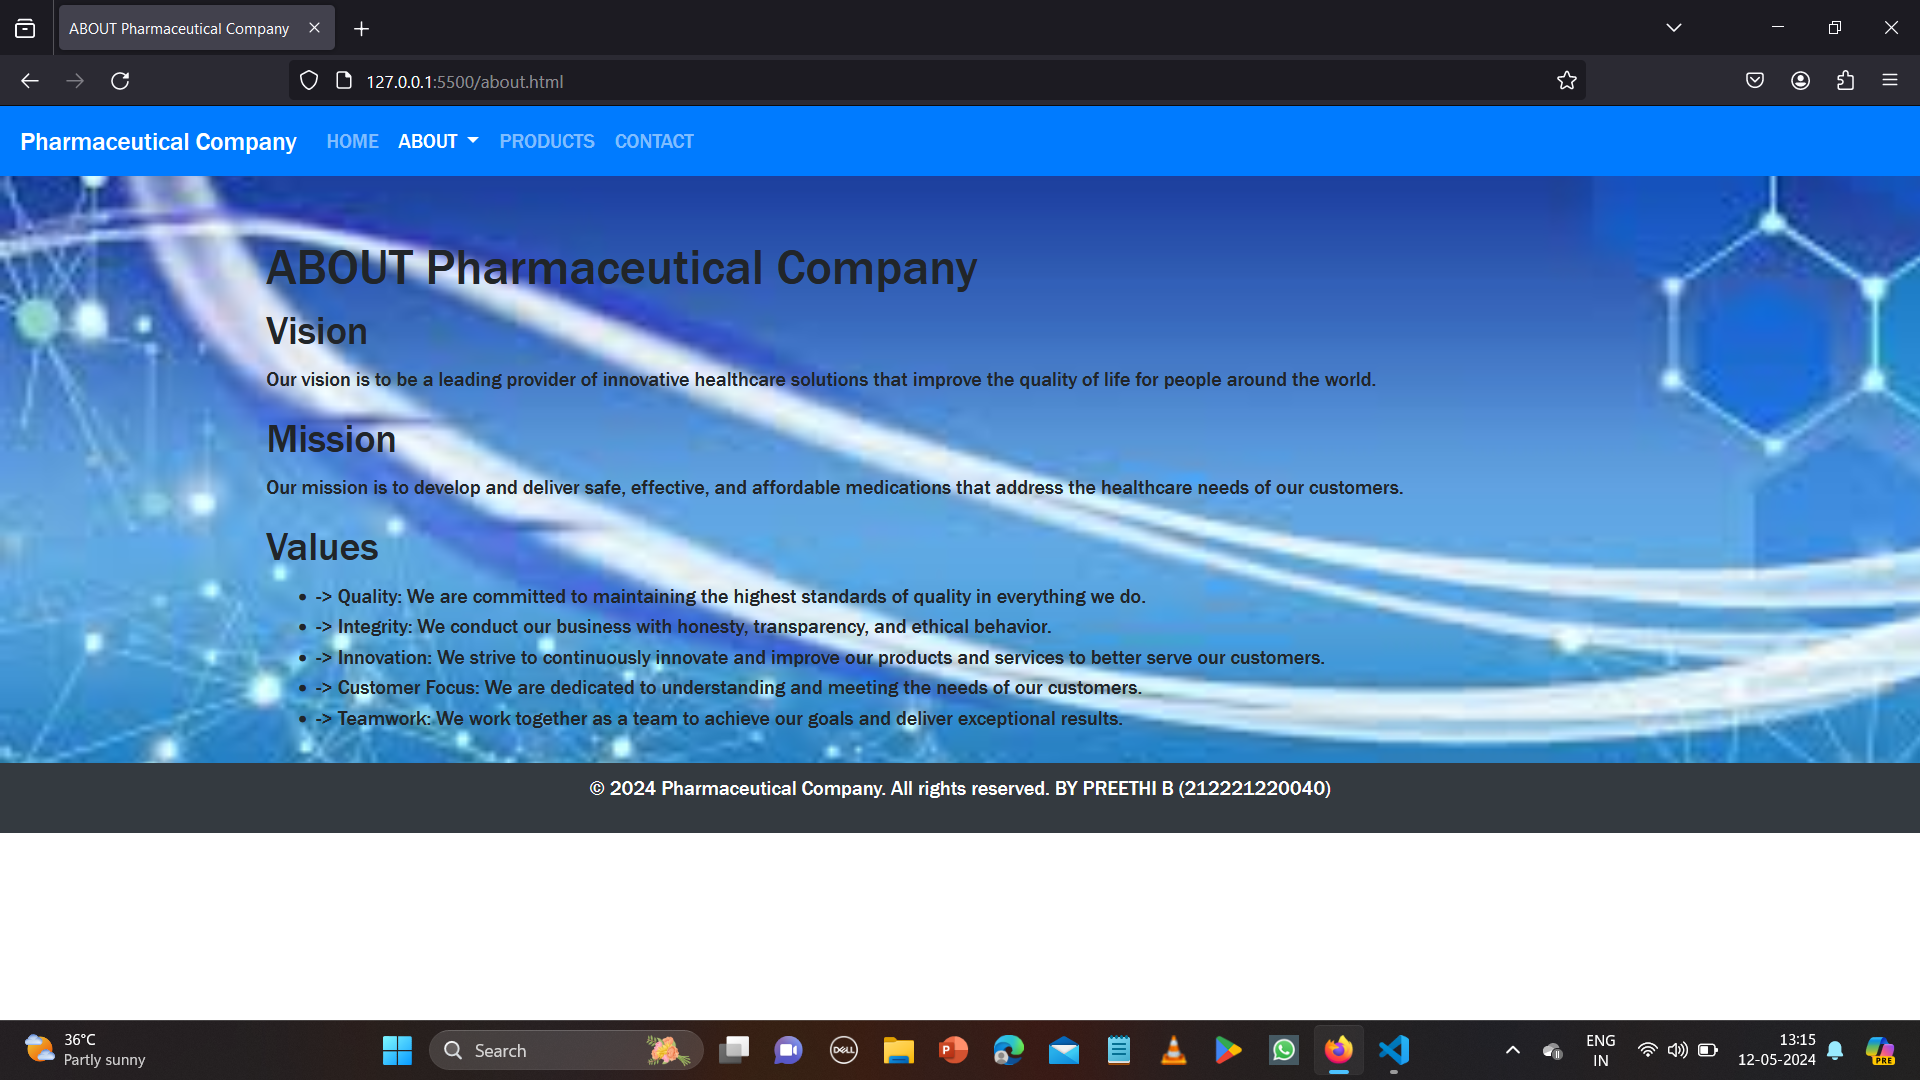 ABOUT Pharmaceutical Company
127.0.0.1:5500/about.html
Pharmaceutical Company HOME ABOUT PRODUCTS CONTACT
ABOUT Pharmaceutical Company
Vision
Our vision is to be a leading provider of innovative healthcare solutions that improve the quality of life for people around the world.
Mission
Our mission is to develop and deliver safe, effective, and affordable medications that address the healthcare needs of our customers.
Values
• -> Quality: We are committed to maintaining the highest standards of quality in everything we do.
• -> Integrity: We conduct our business with honesty, transparency, and ethical behavior.
• -> Innovation: We strive to continuously innovate and improve our products and services to better serve our customers.
• -> Customer Focus: We are dedicated to understanding and meeting the needs of our customers.
• -> Teamwork: We work together as a team to achieve our goals and deliver exceptional results.
© 2024 Pharmaceutical Company. All rights reserved. BY PREETHI B (212221220040)
36°C
Partly sunny
Search
DELL
P
ENG
IN
13:15
12-05-2024
PRE